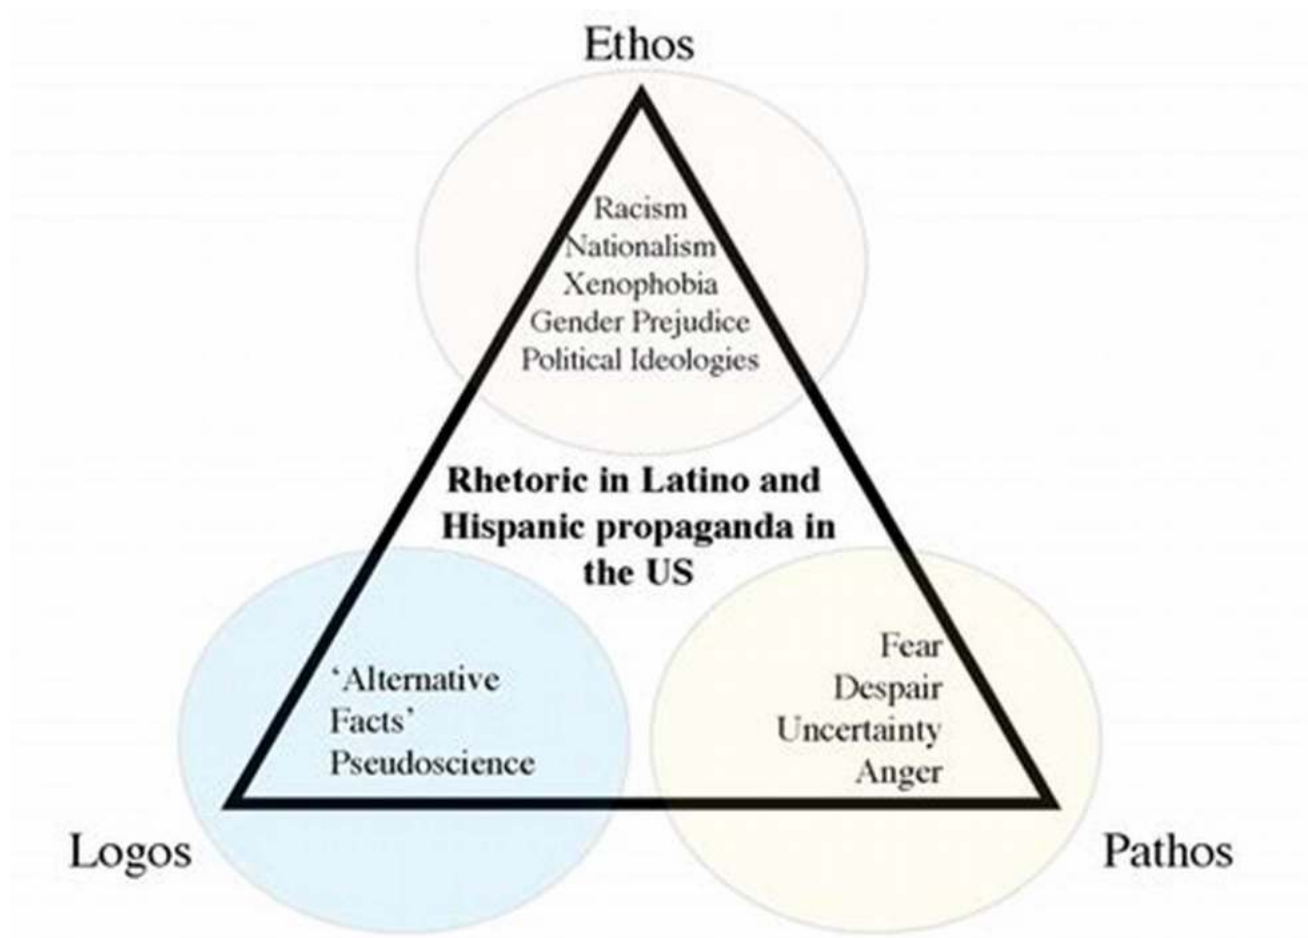 Ethos
Racism
Nationalism
Xenophobia
Gender Prejudice
Political Ideologies
Rhetoric in Latino and
Hispanic propaganda in
the US
‘Alternative
Facts’
Pseudoscience
Fear
Despair
Uncertainty
Anger
Logos
Pathos